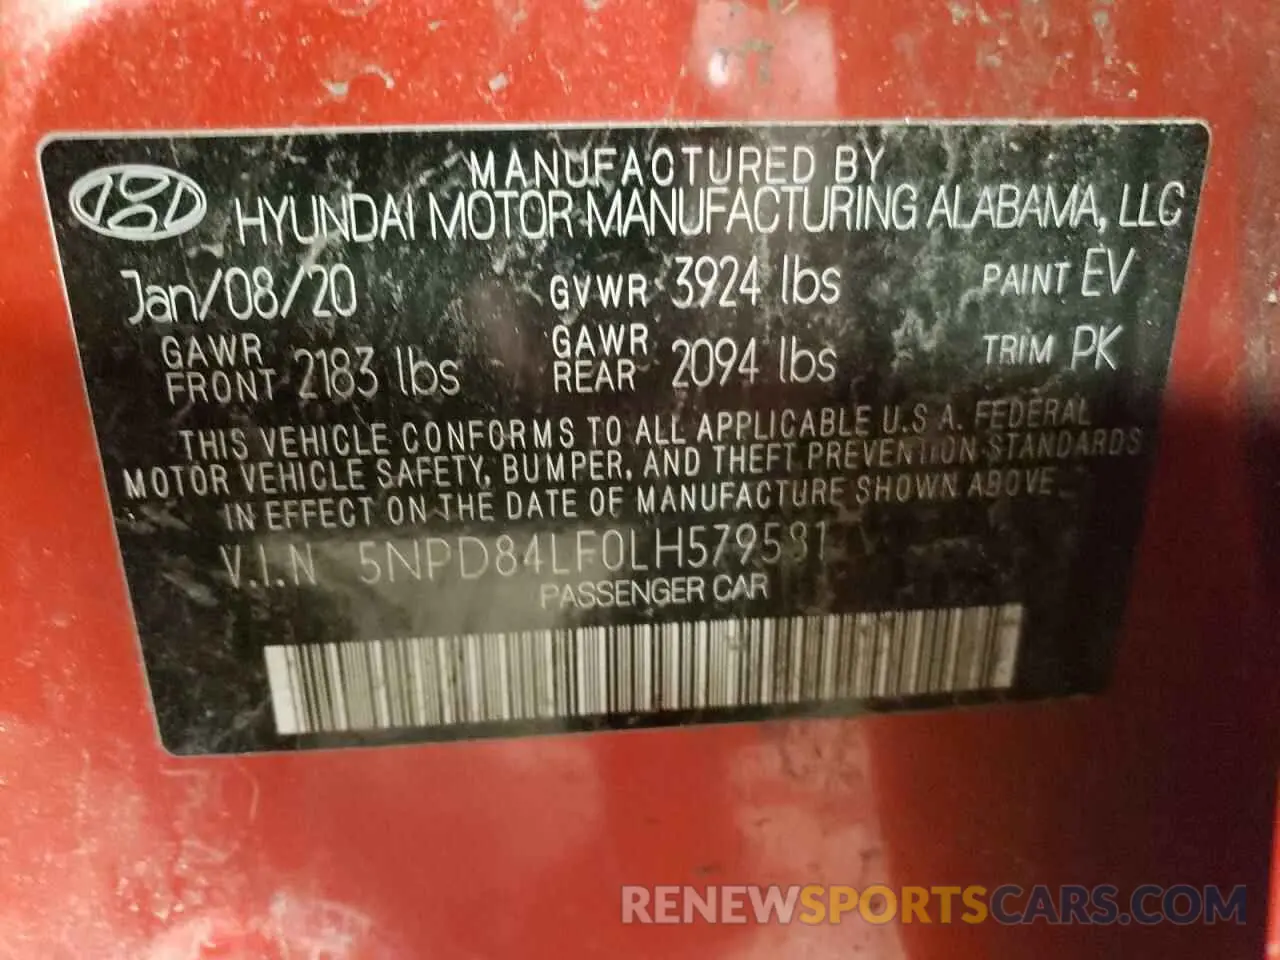 MANUFACTURED BY
HYUNDAI MOTOR MANUFACTURING ALABAMA, LLC
Jan/08/20 GVWR 3924 lbs PAINT EV
GAWR FRONT 2183 lbs GAWR REAR 2094 lbs TRIM PK
THIS VEHICLE CONFORMS TO ALL APPLICABLE U.S A. FEDERAL
MOTOR VEHICLE SAFETY, BUMPER, AND THEFT PREVENTION STANDARDS
IN EFFECT ON THE DATE OF MANUFACTURE SHOWN ABOVE
V.I.N 5NPD84LF0LH579581
PASSENGER CAR
RENEWSPORTSCARS.COM